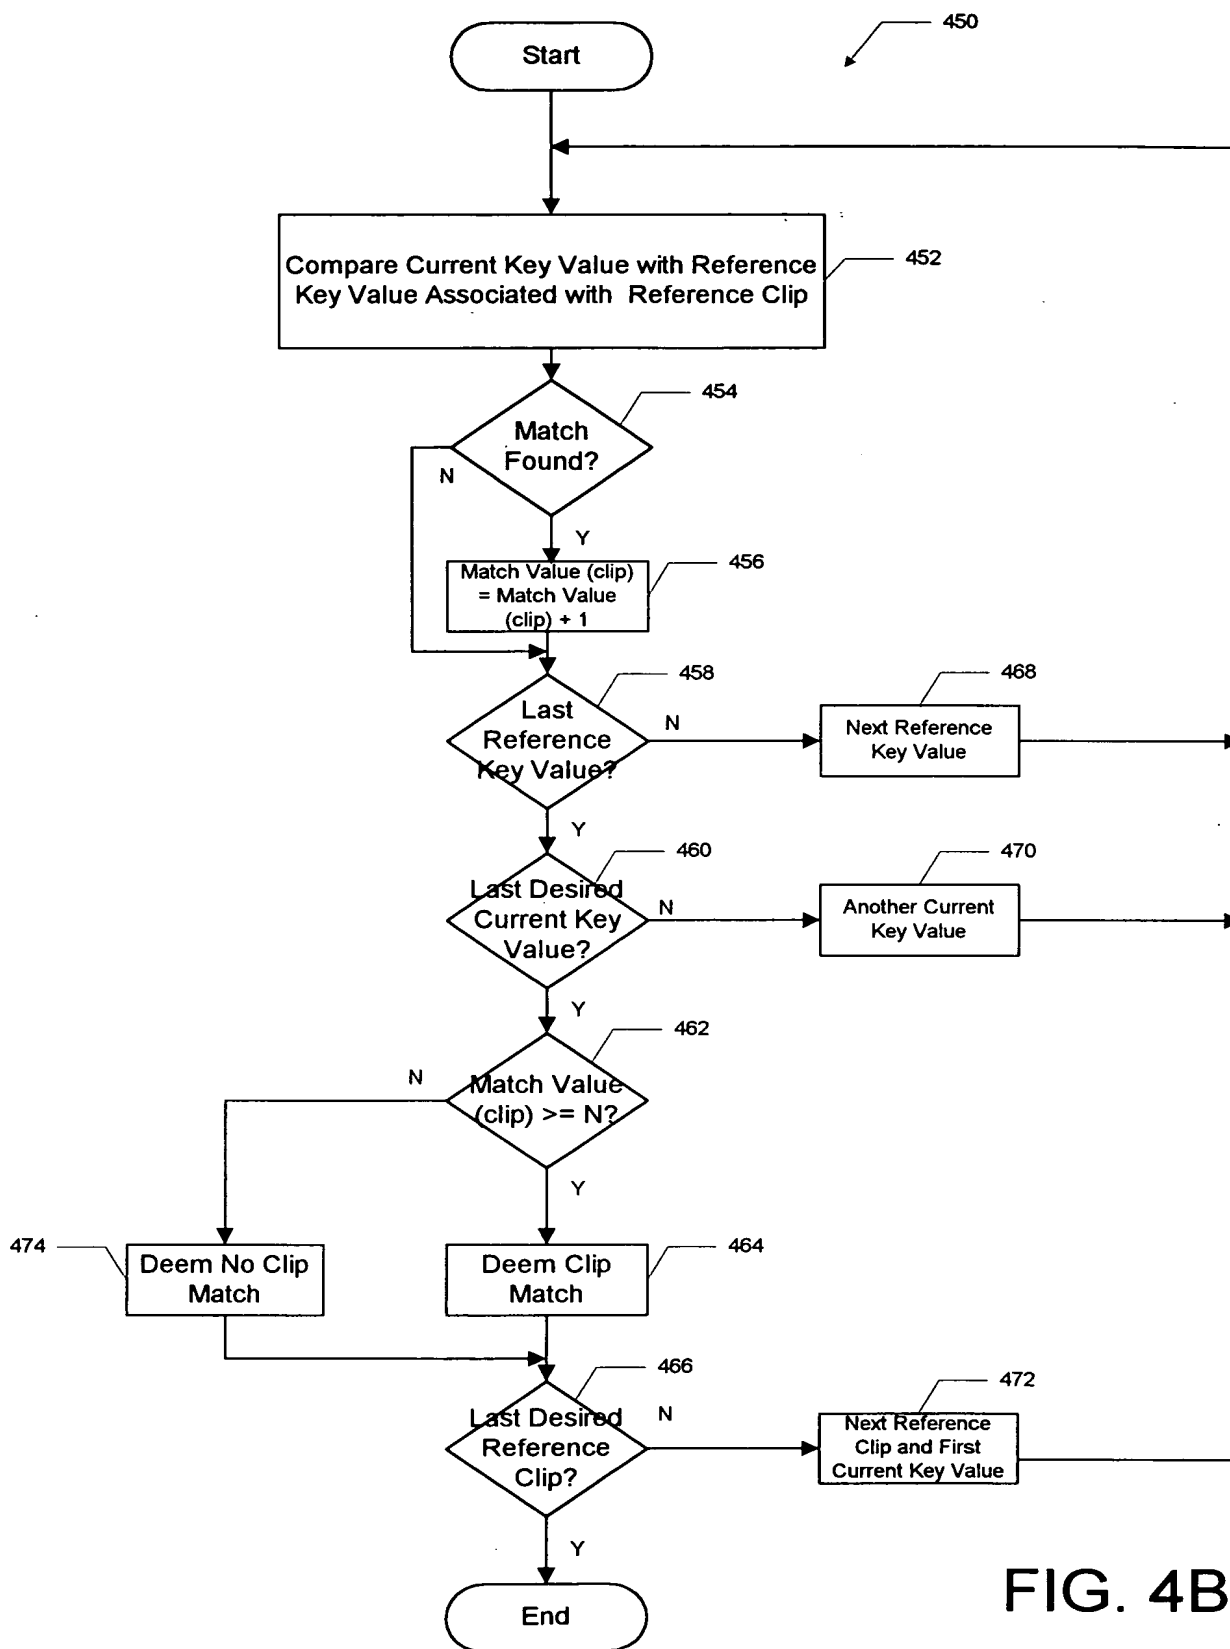 450
Start
Compare Current Key Value with Reference
Key Value Associated with Reference Clip
452
454
Match
Found?
N
Y
Match Value (clip)
= Match Value
(clip) + 1
456
458
Last
Reference
Key Value?
N
468
Next Reference
Key Value
Y
460
Last Desired
Current Key
Value?
N
470
Another Current
Key Value
Y
462
Match Value
(clip) >= N?
N
Y
474
Deem No Clip
Match
Deem Clip
Match
464
466
Last Desired
Reference
Clip?
N
472
Next Reference
Clip and First
Current Key Value
Y
End
FIG. 4B